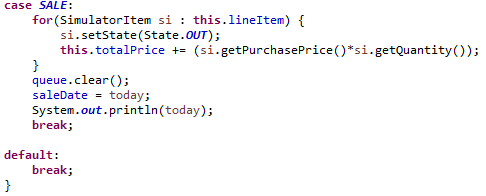 case SALE:
for(SimulatorItem si : this.lineItem) {
si.setState(State.OUT);
this.totalPrice += (si.getPurchasePrice()*si.getQuantity());
}
queue.clear();
saleDate = today;
System.out.println(today);
break;
default:
break;
}